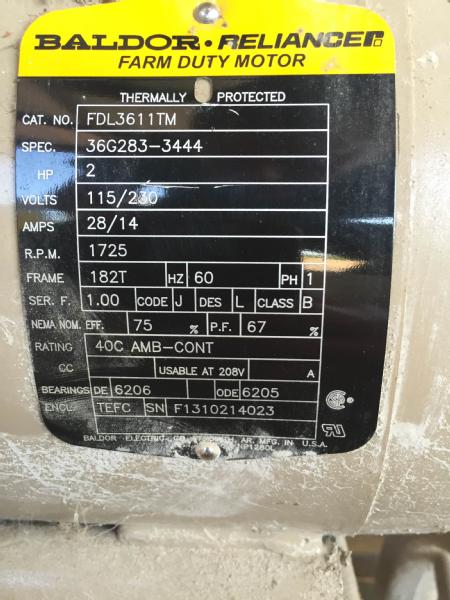 BALDOR • RELIANCER
FARM DUTY MOTOR
THERMALLY PROTECTED
CAT. NO. FDL3611TM
SPEC. 36G283-3444
HP 2
VOLTS 115/230
AMPS 28/14
R.P.M. 1725
FRAME 182T HZ 60 PH 1
SER. F. 1.00 CODE J DES L CLASS B
NEMA NOM. EFF. 75 % P.F. 67 %
RATING 40C AMB-CONT
CC USABLE AT 208V A
BEARINGS DE 6206 ODE 6205
ENCL. TEFC SN F1310214023
BALDOR ELECTRIC CO. FT.SMITH, AR. MFG. IN U.S.A.